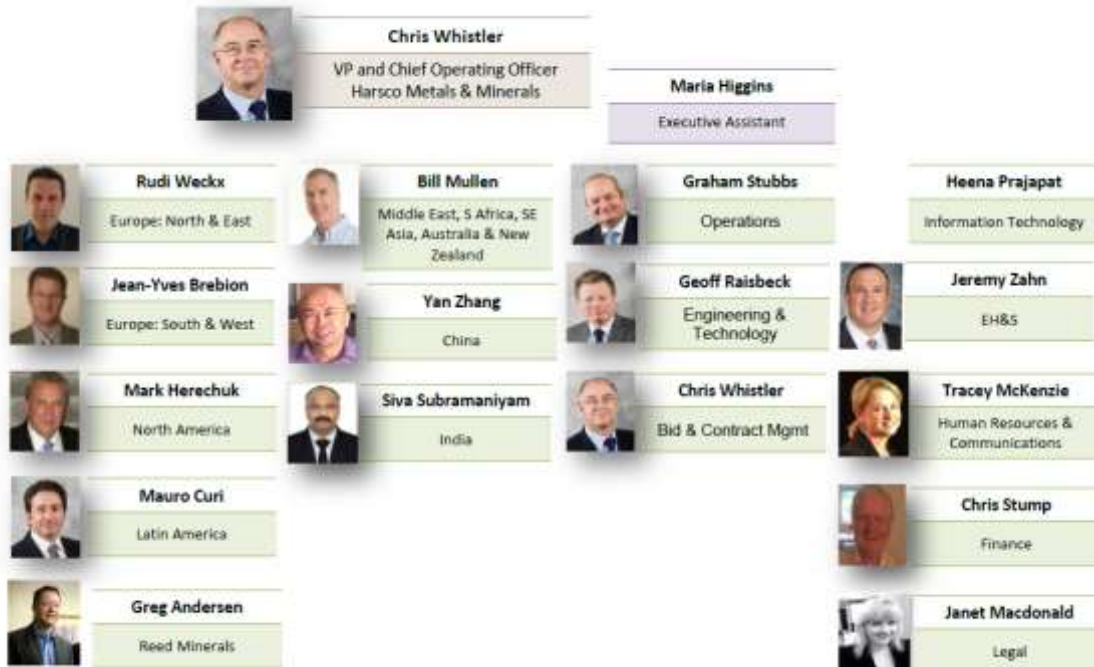 Chris Whistler
VP and Chief Operating Officer
Harsco Metals & Minerals
Maria Higgins
Executive Assistant
Rudi Weckx
Europe: North & East
Jean-Yves Brebion
Europe: South & West
Mark Herechuk
North America
Mauro Curi
Latin America
Greg Andersen
Reed Minerals
Bill Mullen
Middle East, S Africa, SE
Asia, Australia & New
Zealand
Yan Zhang
China
Siva Subramaniyam
India
Graham Stubbs
Operations
Geoff Raisbeck
Engineering &
Technology
Chris Whistler
Bid & Contract Mgmt
Heena Prajapat
Information Technology
Jeremy Zahn
EH&S
Tracey McKenzie
Human Resources &
Communications
Chris Stump
Finance
Janet Macdonald
Legal